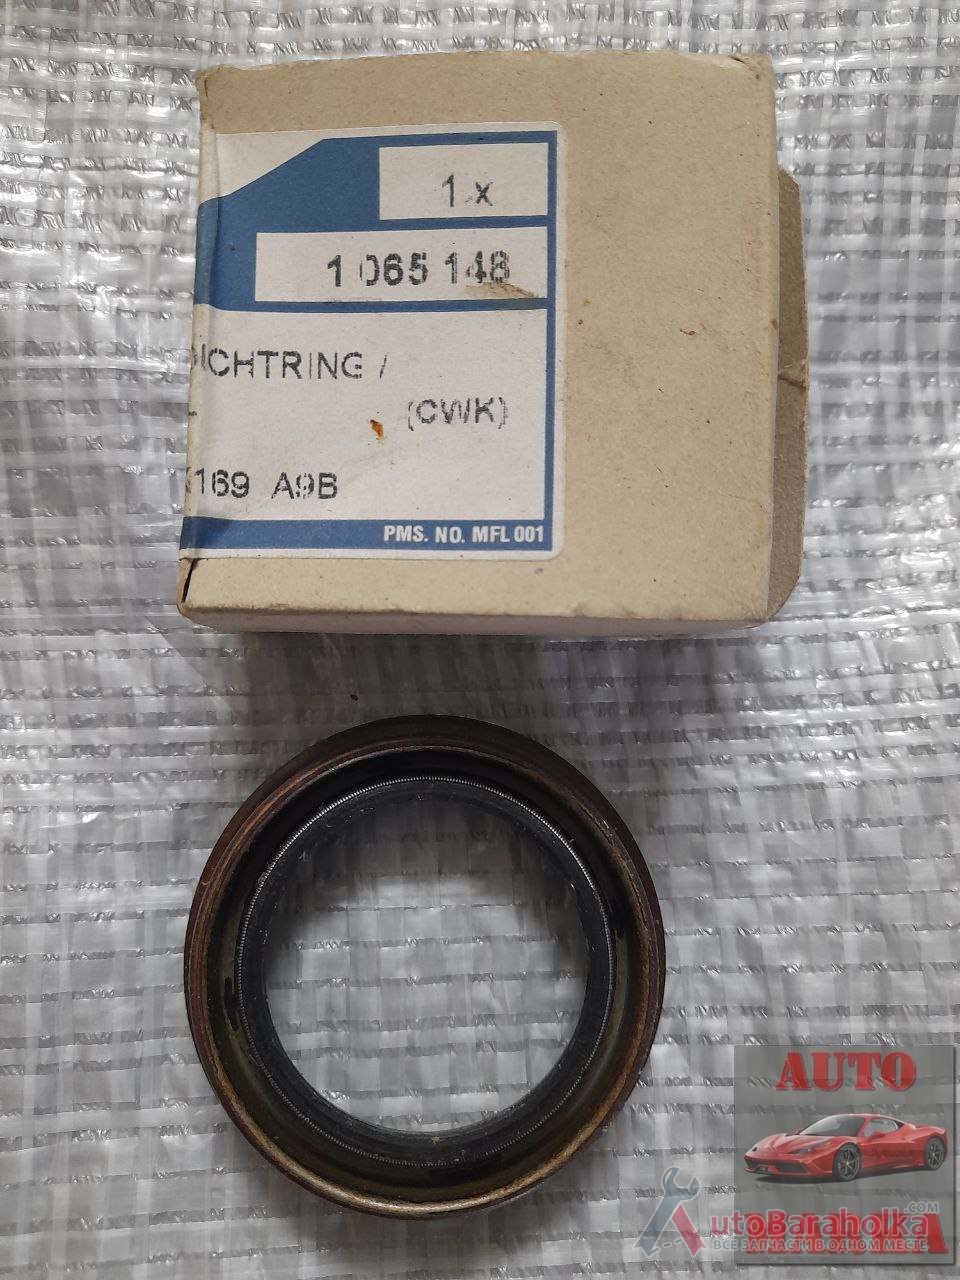 1 x
1 065 148
DICHTRING /
(CWK)
169 A9B
PMS. NO. MFL 001
AUTO
AutoBaraholka.COM
ВСЕ ЗАПЧАСТИ В ОДНОМ МЕСТЕ